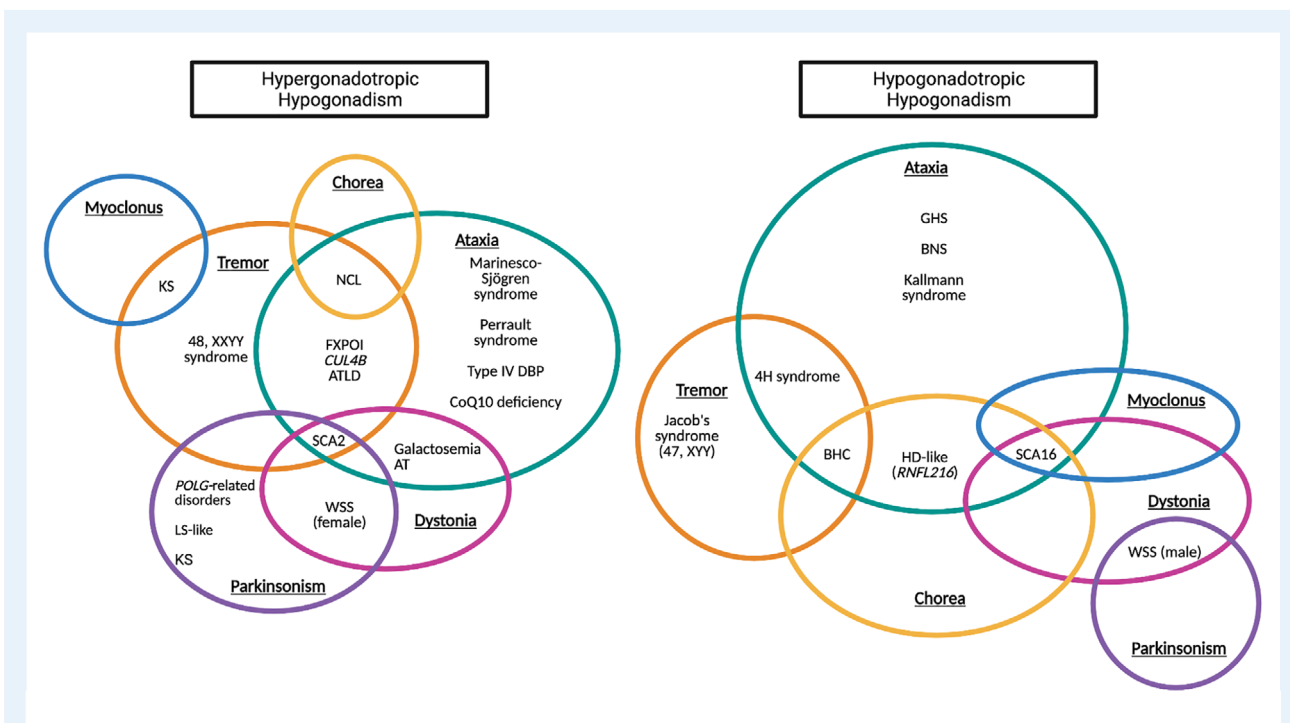 Hypergonadotropic
Hypogonadism
Chorea
Myoclonus
Ataxia
Tremor
Marinesco-
Sjögren
syndrome
NCL
KS
Perrault
syndrome
48, XXYY
syndrome
FXPOI
CUL4B
ATLD
Type IV DBP
CoQ10 deficiency
SCA2
Galactosemia
AT
POLG-related
disorders
WSS
(female)
Dystonia
LS-like
KS
Parkinsonism
Hypogonadotropic
Hypogonadism
Ataxia
GHS
BNS
Kallmann
syndrome
4H syndrome
Tremor
Myoclonus
Jacob's
syndrome
(47, XYY)
BHC
HD-like
(RNFL216)
SCA16
Dystonia
WSS (male)
Chorea
Parkinsonism